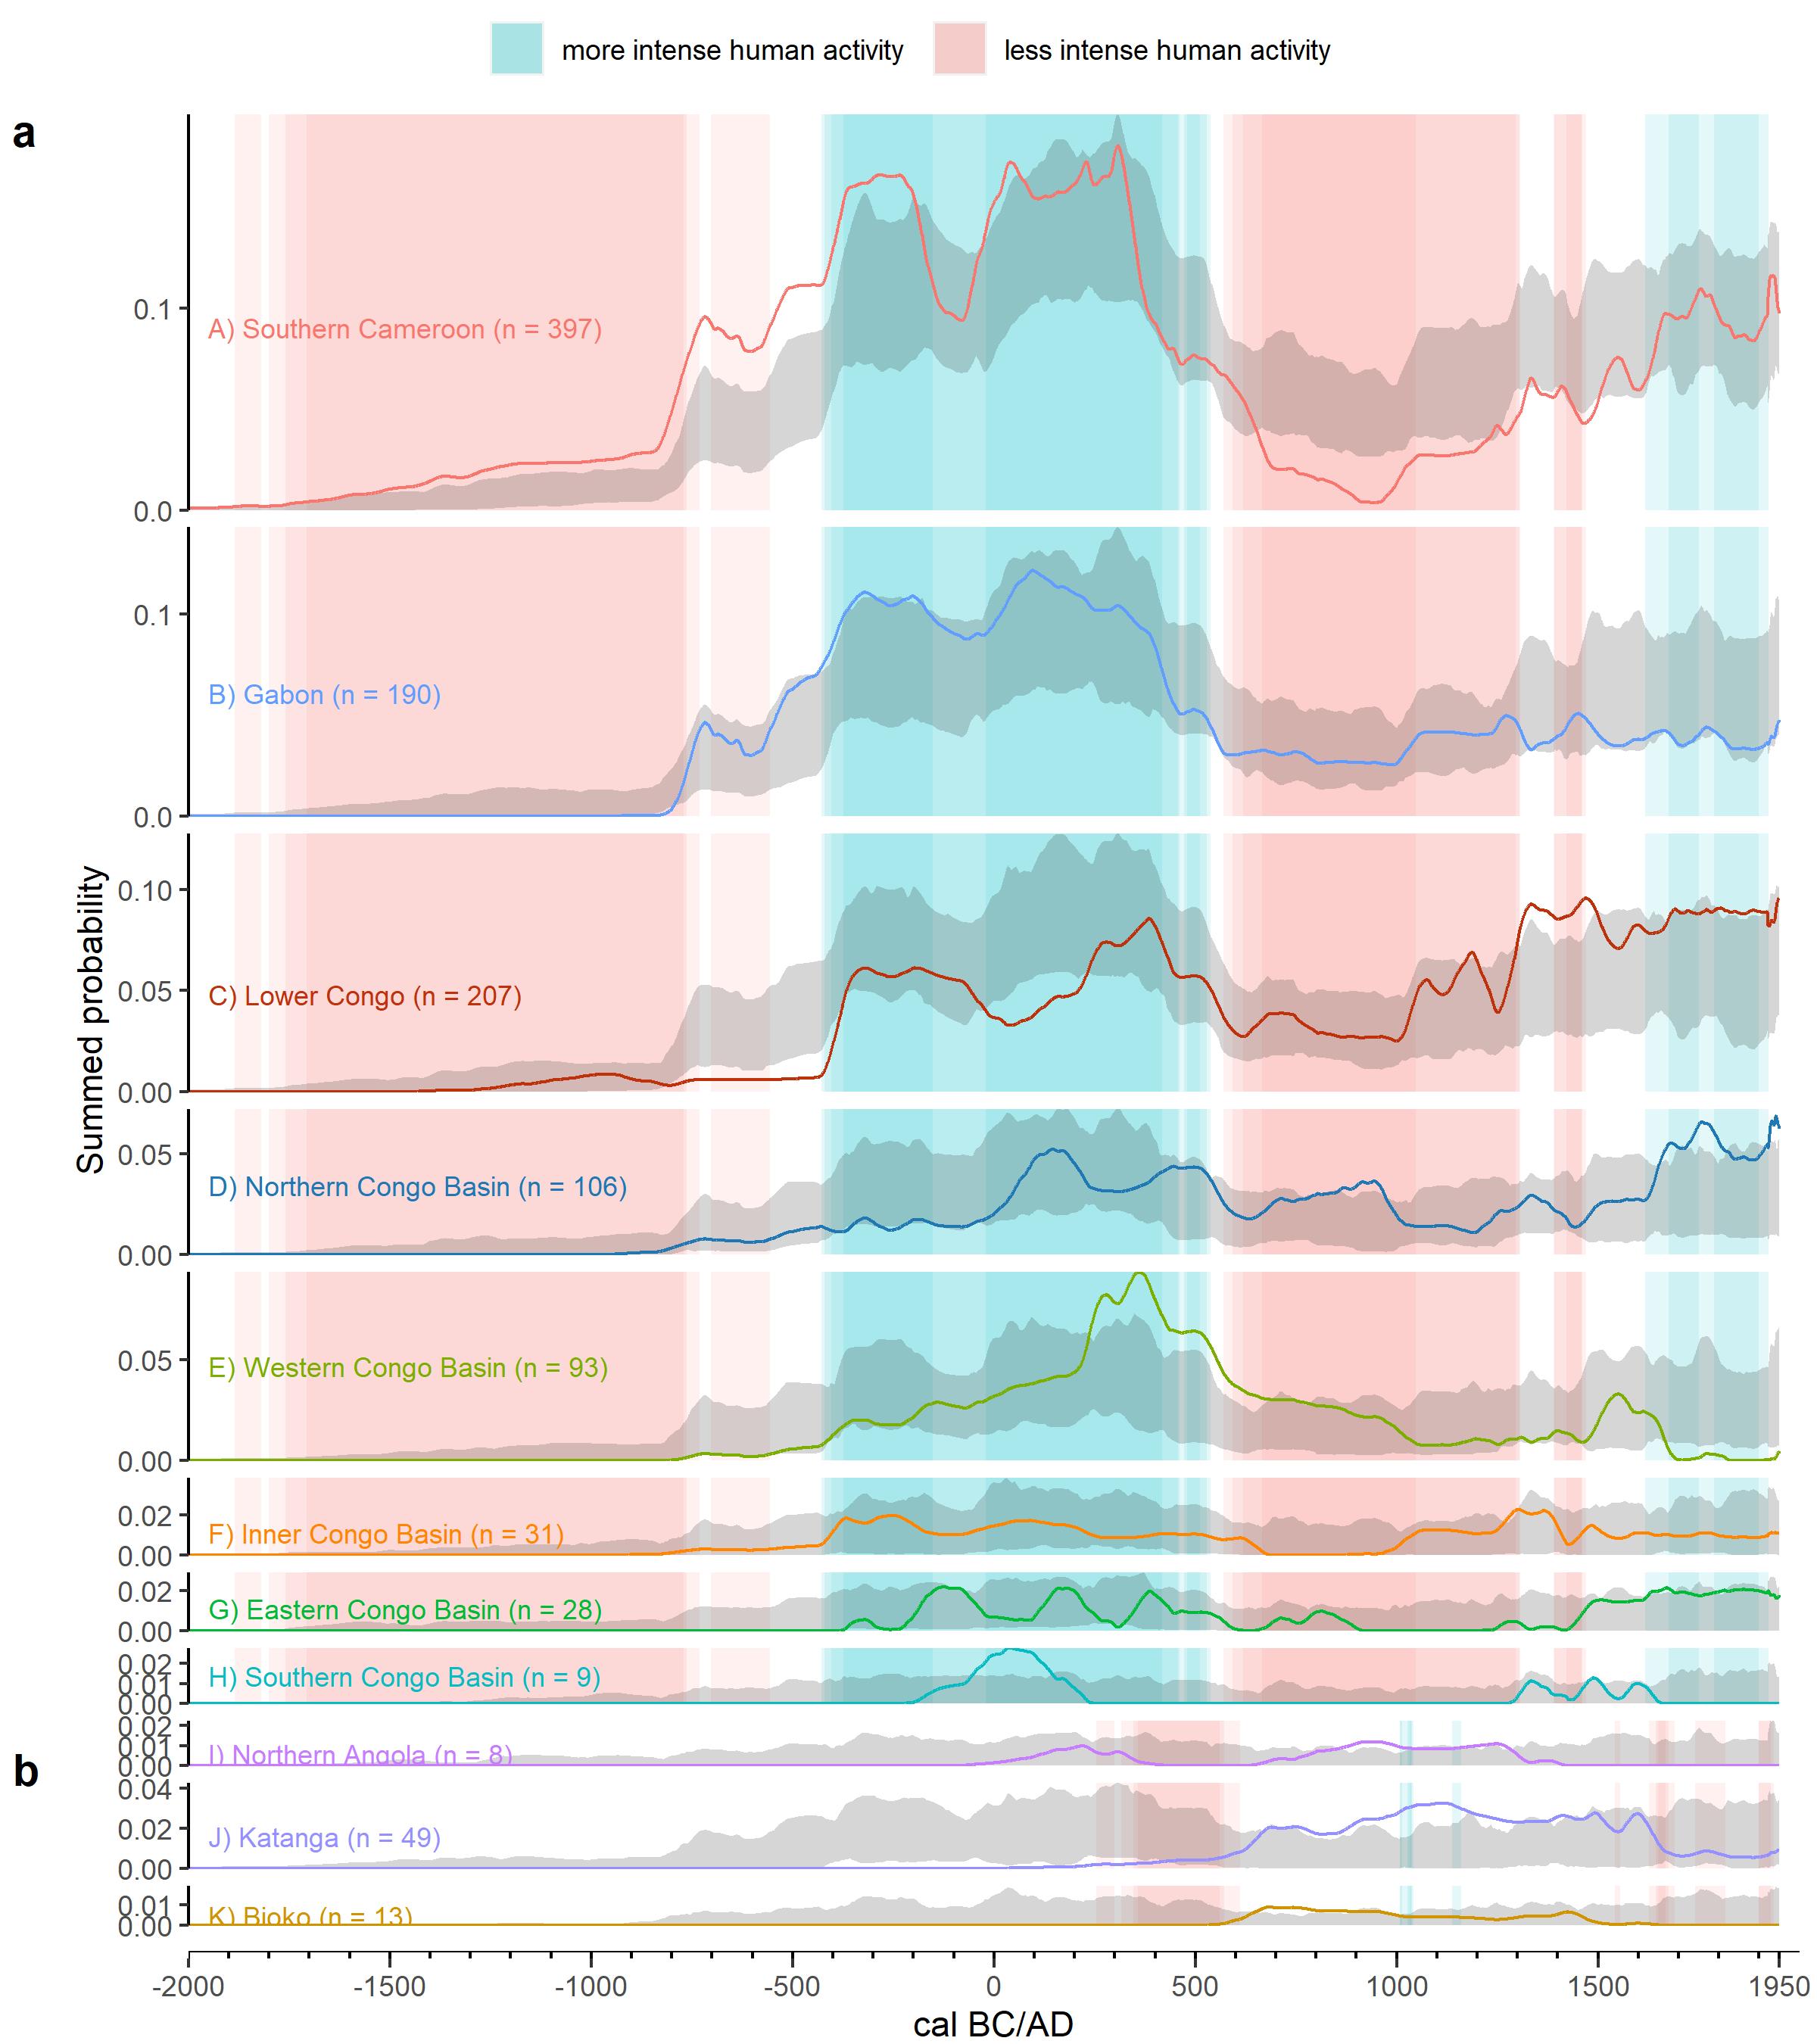 more intense human activity less intense human activity
a
0.1
A) Southern Cameroon (n = 397)
0.0
0.1
B) Gabon (n = 190)
0.0
Summed probability
0.10
0.05
C) Lower Congo (n = 207)
0.00
0.05
D) Northern Congo Basin (n = 106)
0.00
0.05
E) Western Congo Basin (n = 93)
0.00
0.02
F) Inner Congo Basin (n = 31)
0.00
0.02
G) Eastern Congo Basin (n = 28)
0.00
0.02
H) Southern Congo Basin (n = 9)
0.01
0.00
b
0.02
0.01
I) Northern Angola (n = 8)
0.00
0.04
0.02
J) Katanga (n = 49)
0.00
0.01
K) Bioko (n = 13)
0.00
-2000 -1500 -1000 -500 0 500 1000 1500 1950
cal BC/AD